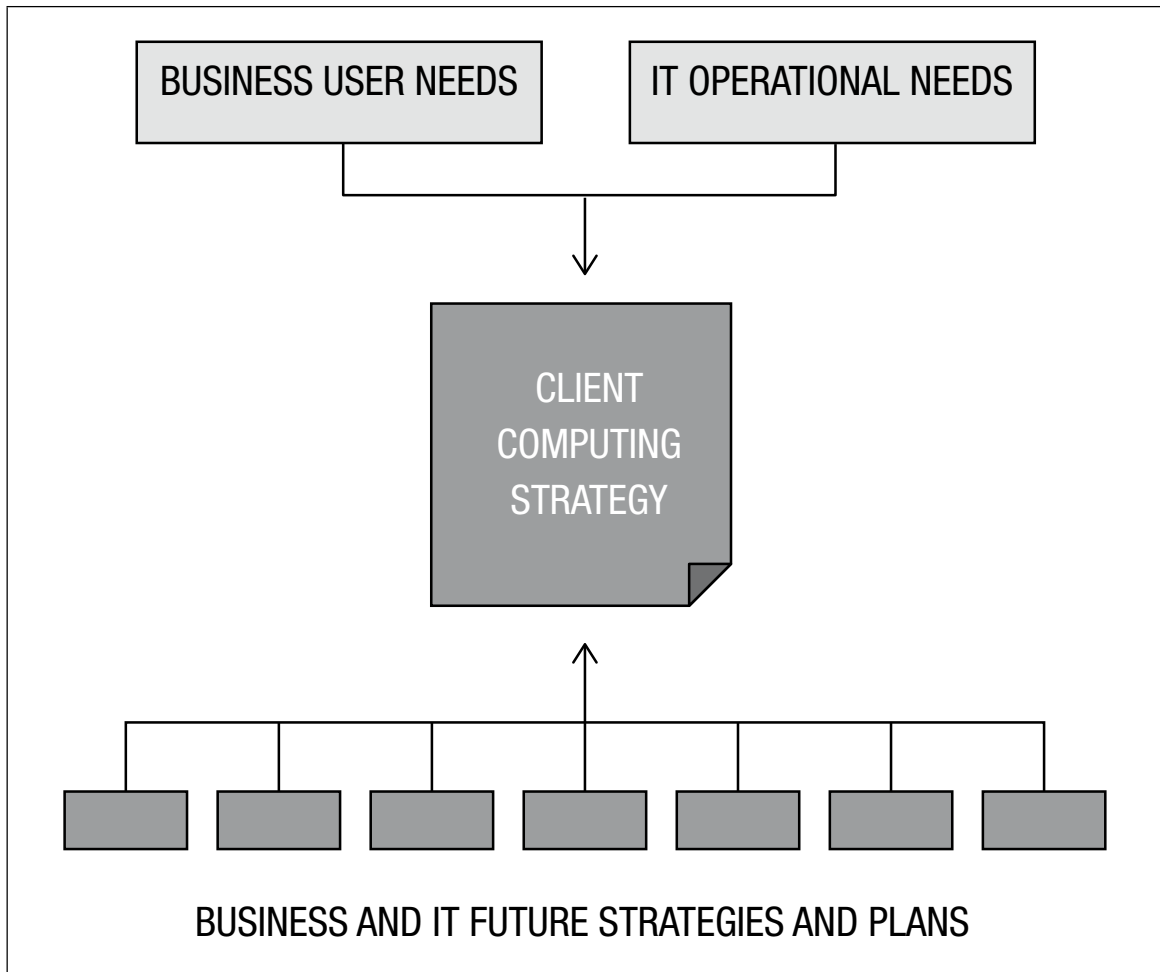 BUSINESS USER NEEDS
IT OPERATIONAL NEEDS
CLIENT
COMPUTING
STRATEGY
BUSINESS AND IT FUTURE STRATEGIES AND PLANS